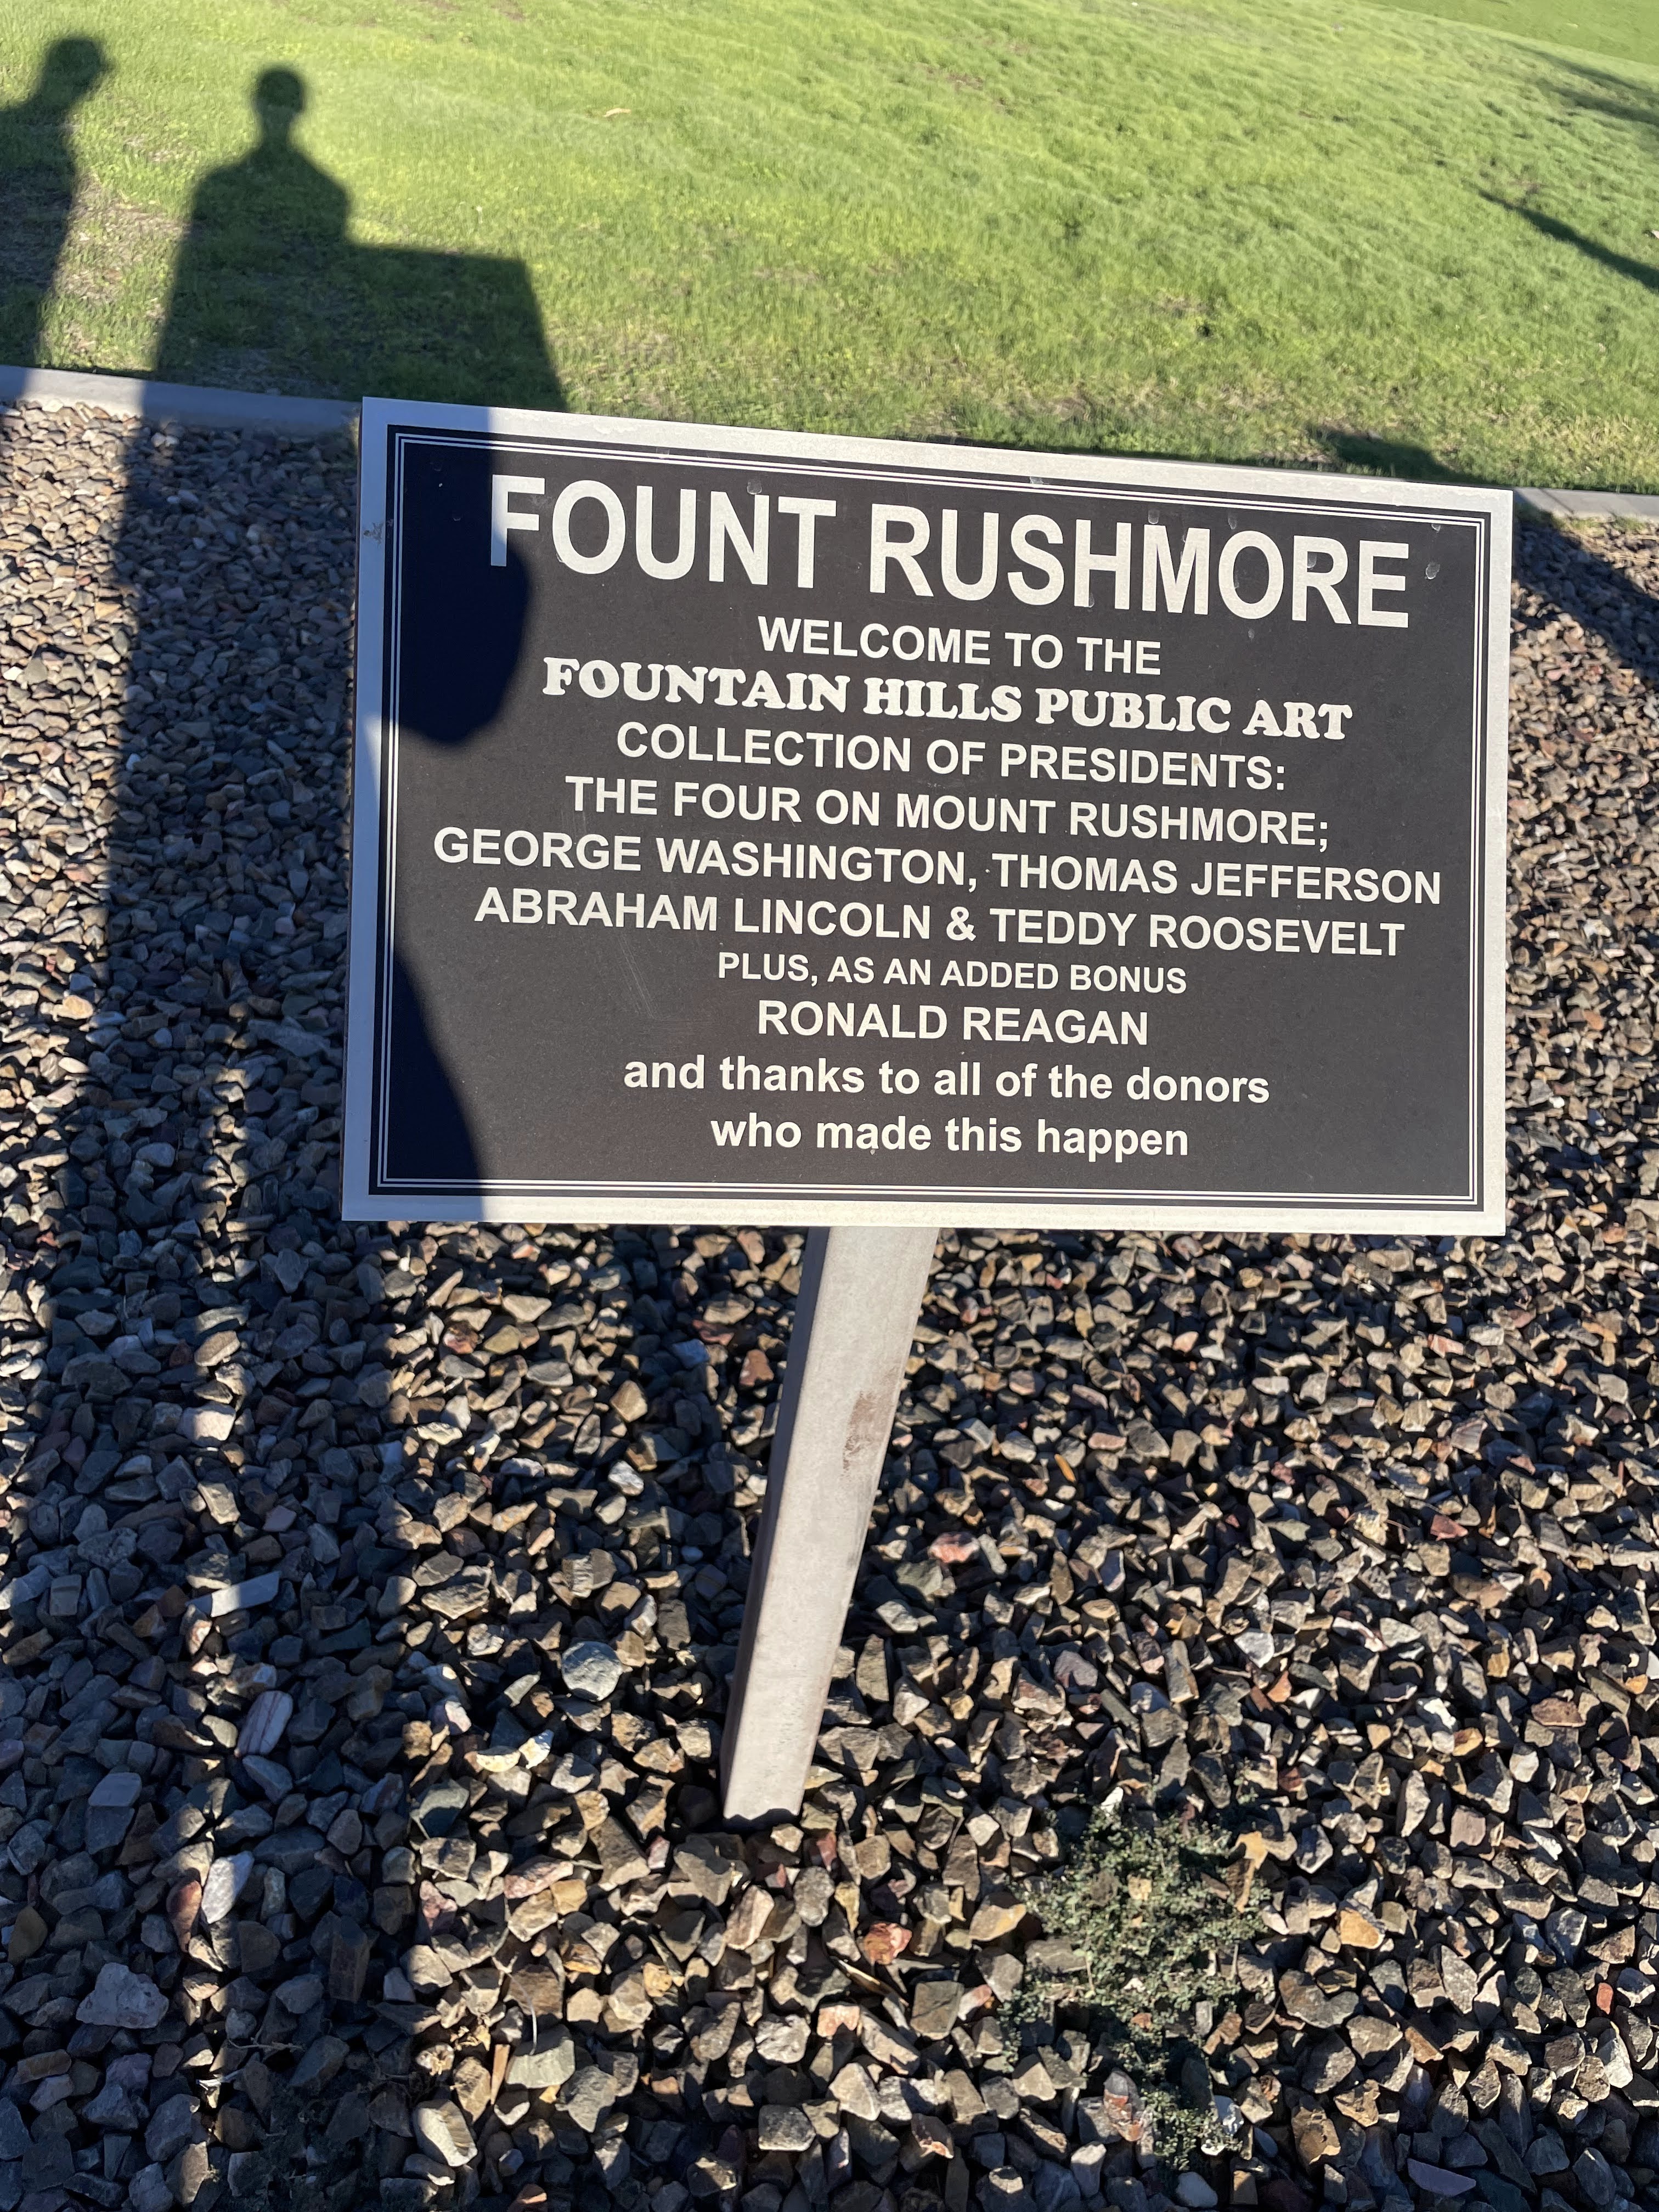 FOUNT RUSHMORE
WELCOME TO THE
FOUNTAIN HILLS PUBLIC ART
COLLECTION OF PRESIDENTS:
THE FOUR ON MOUNT RUSHMORE;
GEORGE WASHINGTON, THOMAS JEFFERSON
ABRAHAM LINCOLN & TEDDY ROOSEVELT
PLUS, AS AN ADDED BONUS
RONALD REAGAN
and thanks to all of the donors
who made this happen